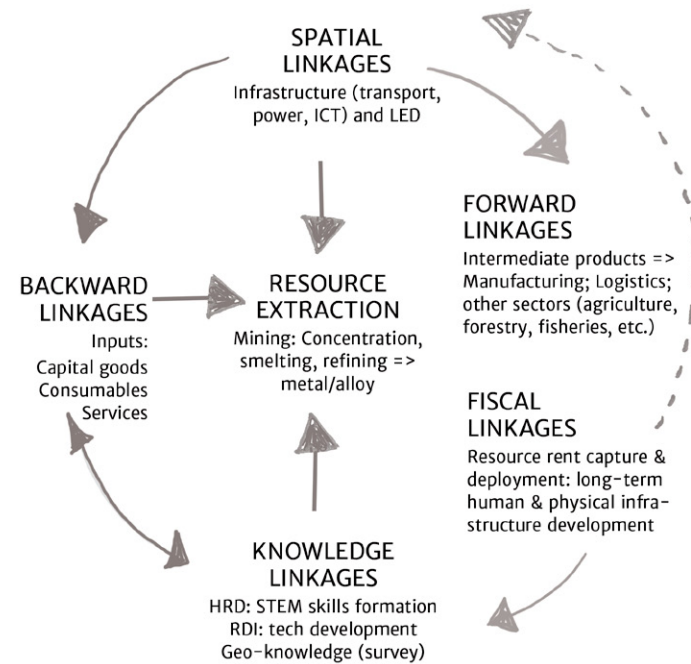 SPATIAL
LINKAGES
Infrastructure (transport,
power, ICT) and LED
FORWARD
LINKAGES
Intermediate products =>
Manufacturing; Logistics;
other sectors (agriculture,
forestry, fisheries, etc.)
BACKWARD
LINKAGES
Inputs:
Capital goods
Consumables
Services
RESOURCE
EXTRACTION
Mining: Concentration,
smelting, refining =>
metal/alloy
FISCAL
LINKAGES
Resource rent capture &
deployment: long-term
human & physical infra-
structure development
KNOWLEDGE
LINKAGES
HRD: STEM skills formation
RDI: tech development
Geo-knowledge (survey)